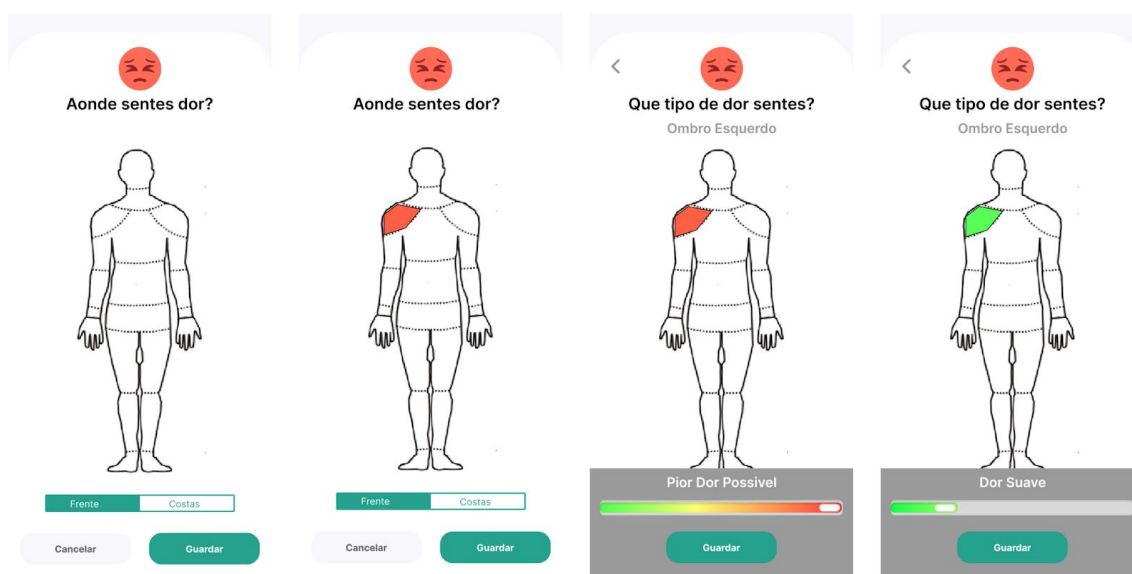 Aonde sentes dor?
Frente
Costas
Cancelar
Guardar
Aonde sentes dor?
Frente
Costas
Cancelar
Guardar
Que tipo de dor sentes?
Ombro Esquerdo
Pior Dor Possivel
Guardar
Que tipo de dor sentes?
Ombro Esquerdo
Dor Suave
Guardar